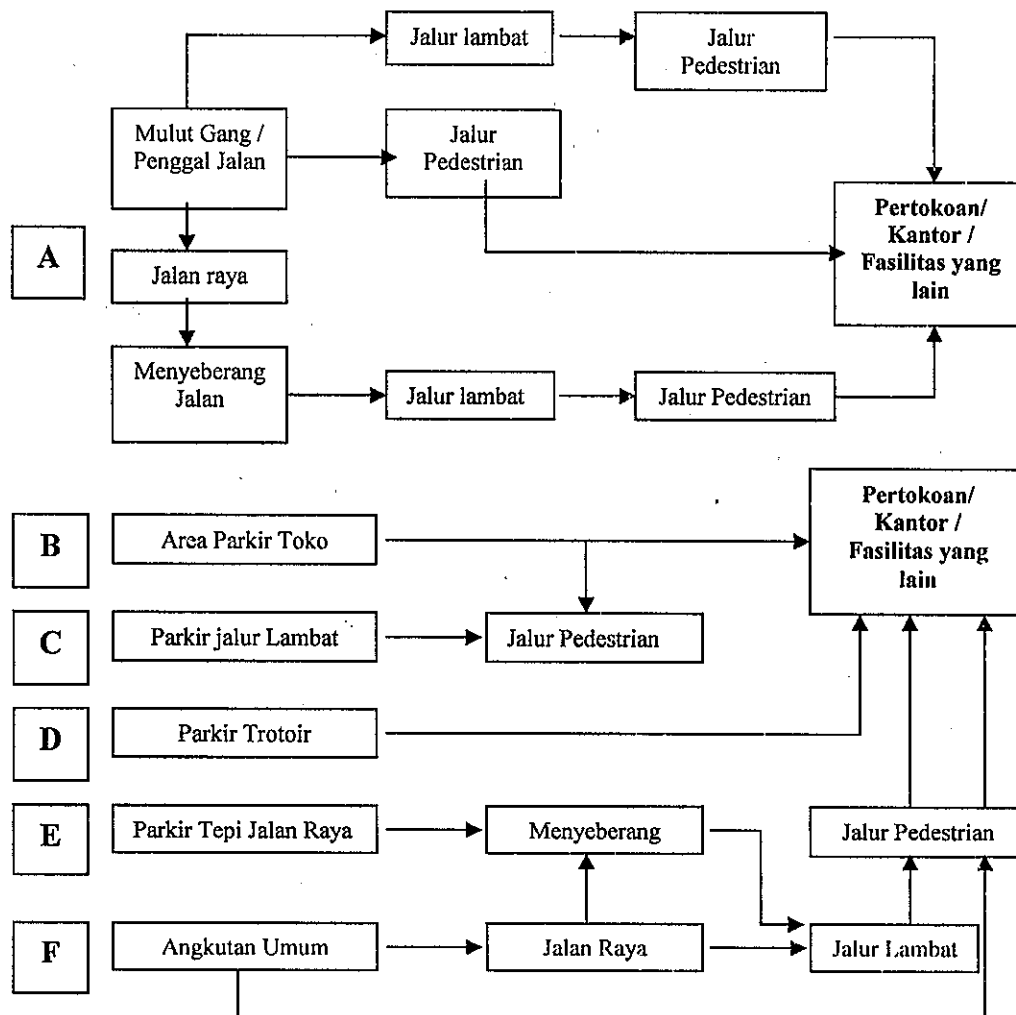 Jalur lambat
Jalur
Pedestrian
Mulut Gang /
Penggal Jalan
Jalur
Pedestrian
Pertokoan/
Kantor /
Fasilitas yang
lain
A
Jalan raya
Menyeberang
Jalan
Jalur lambat
Jalur Pedestrian
Pertokoan/
Kantor /
Fasilitas yang
lain
B
Area Parkir Toko
C
Parkir jalur Lambat
Jalur Pedestrian
D
Parkir Trotoir
E
Parkir Tepi Jalan Raya
Menyeberang
Jalur Pedestrian
F
Angkutan Umum
Jalan Raya
Jalur Lambat